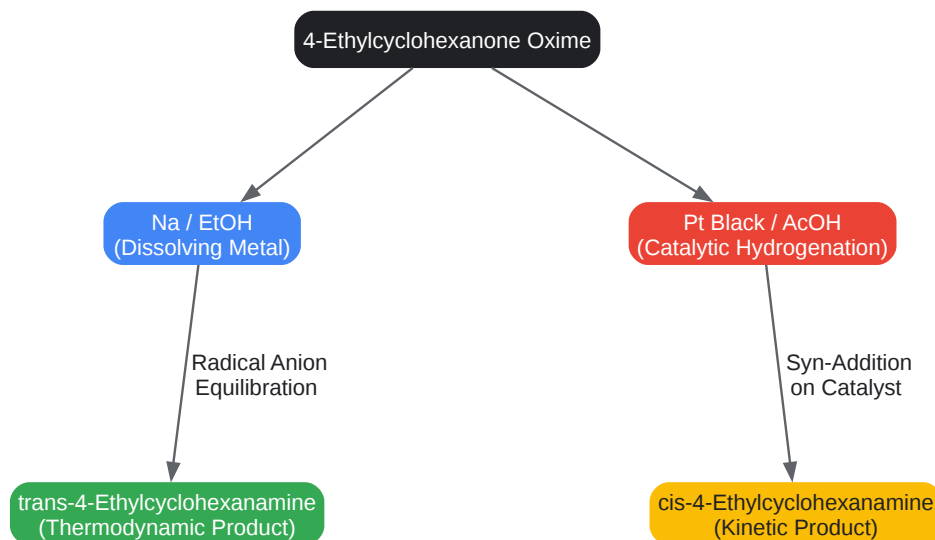 4-Ethylcyclohexanone Oxime
Na / EtOH
(Dissolving Metal)
Pt Black / AcOH
(Catalytic Hydrogenation)
Radical Anion
Equilibration
Syn-Addition
on Catalyst
trans-4-Ethylcyclohexanamine
(Thermodynamic Product)
cis-4-Ethylcyclohexanamine
(Kinetic Product)